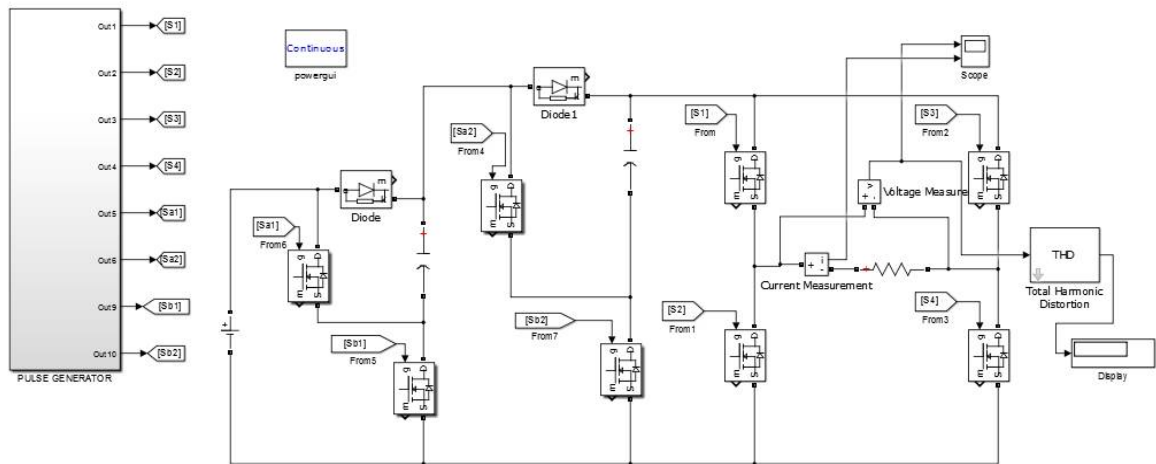 Out1
[S1]
Out2
[S2]
Out3
[S3]
Out4
[S4]
Out5
[Sa1]
Out6
[Sa2]
Out9
[Sb1]
Out10
[Sb2]
PULSE GENERATOR
Continuous
powergui
m
a
k
Diode
m
a
k
Diode1
[Sa1]
From6
g
D
m
S
[Sb1]
From5
g
D
m
S
[Sa2]
From4
g
D
m
S
[Sb2]
From7
g
D
m
S
[S1]
From
g
D
m
S
[S2]
From1
g
D
m
S
[S3]
From2
g
D
m
S
[S4]
From3
g
D
m
S
Scope
v
+
-
Voltage Measure
+
i
-
Current Measurement
THD
Total Harmonic
Distortion
Display